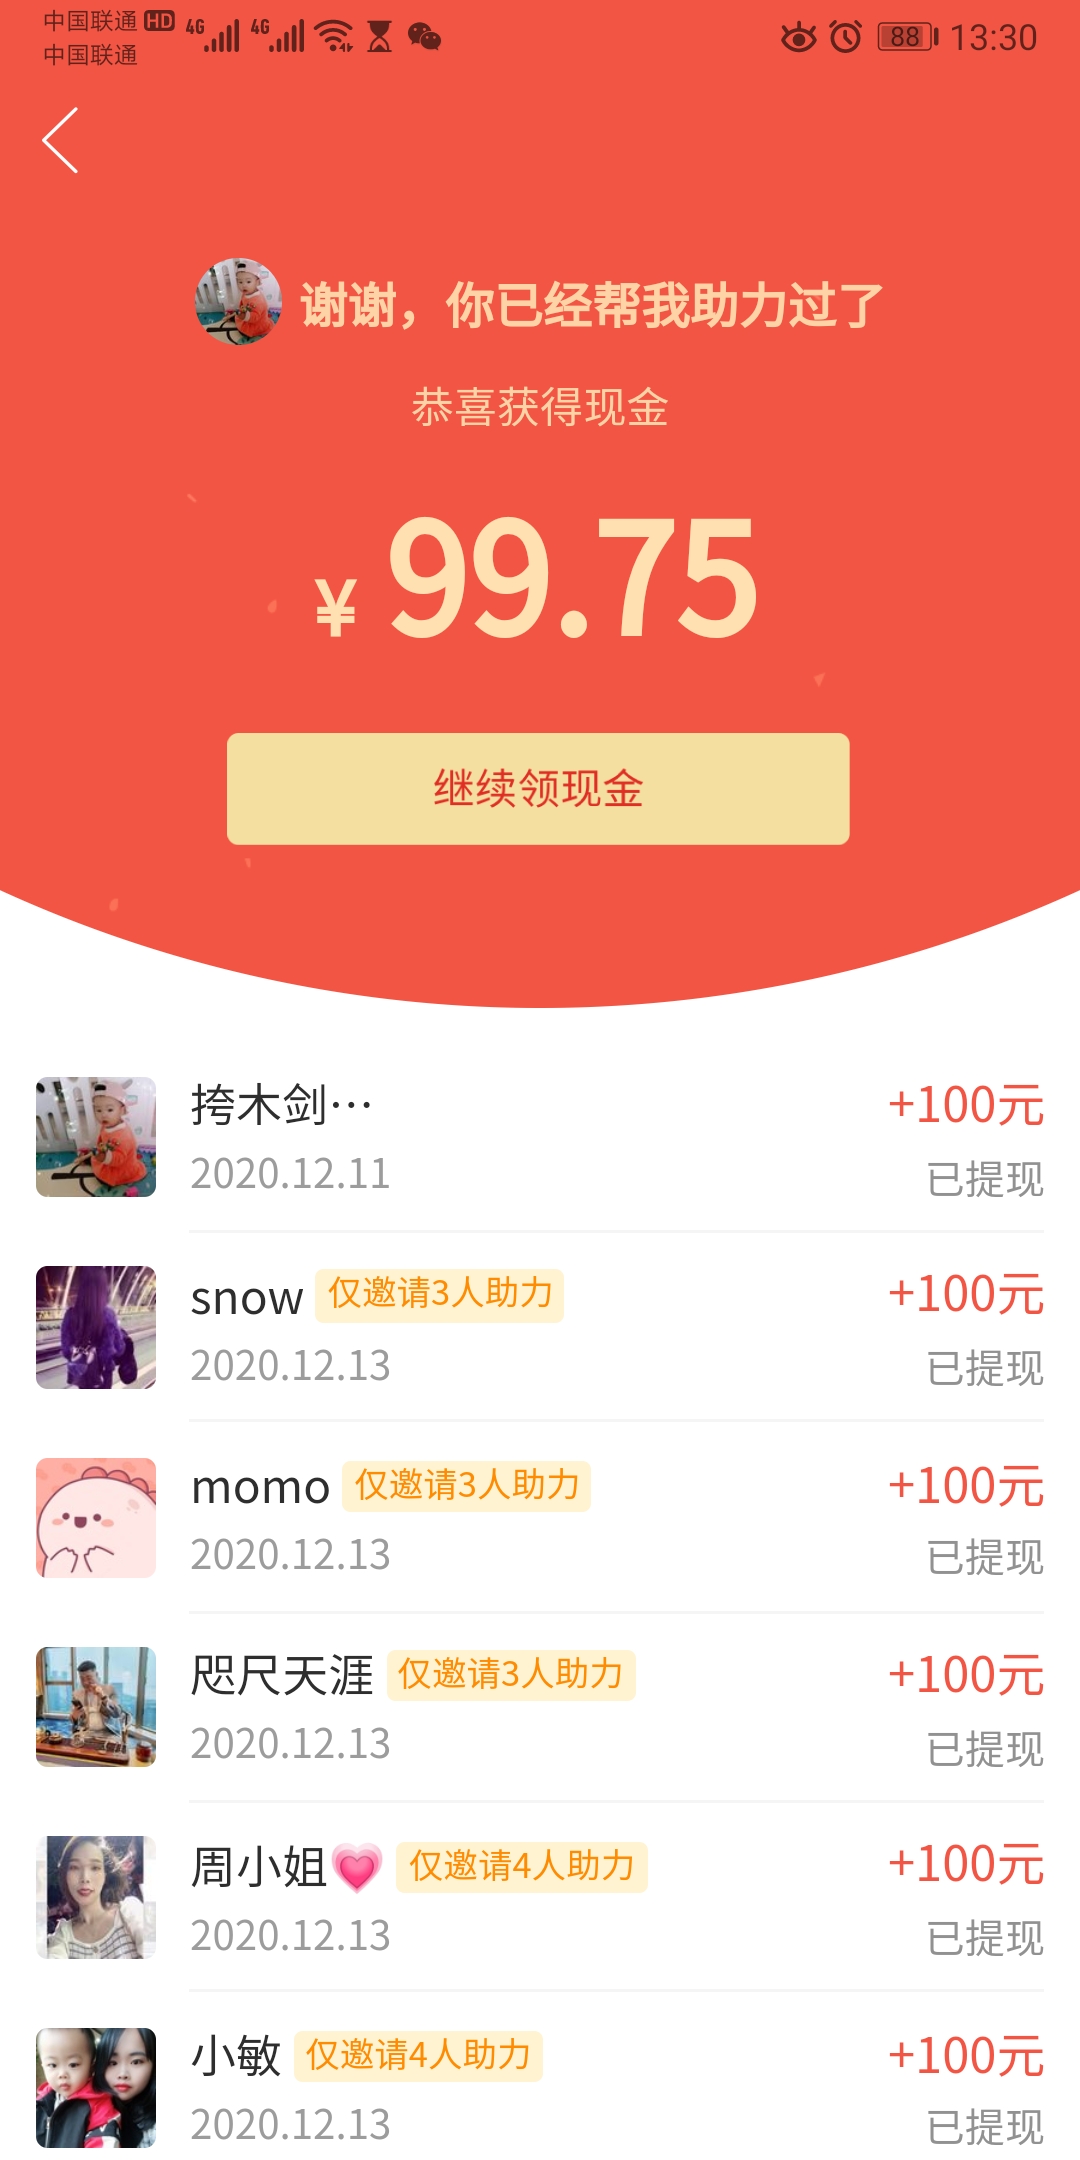 中国联通 HD 4G 4G 88 13:30
中国联通
谢谢，你已经帮我助力过了
恭喜获得现金
¥ 99.75
继续领现金
挎木剑… +100元
2020.12.11 已提现
snow 仅邀请3人助力 +100元
2020.12.13 已提现
momo 仅邀请3人助力 +100元
2020.12.13 已提现
咫尺天涯 仅邀请3人助力 +100元
2020.12.13 已提现
周小姐💗 仅邀请4人助力 +100元
2020.12.13 已提现
小敏 仅邀请4人助力 +100元
2020.12.13 已提现